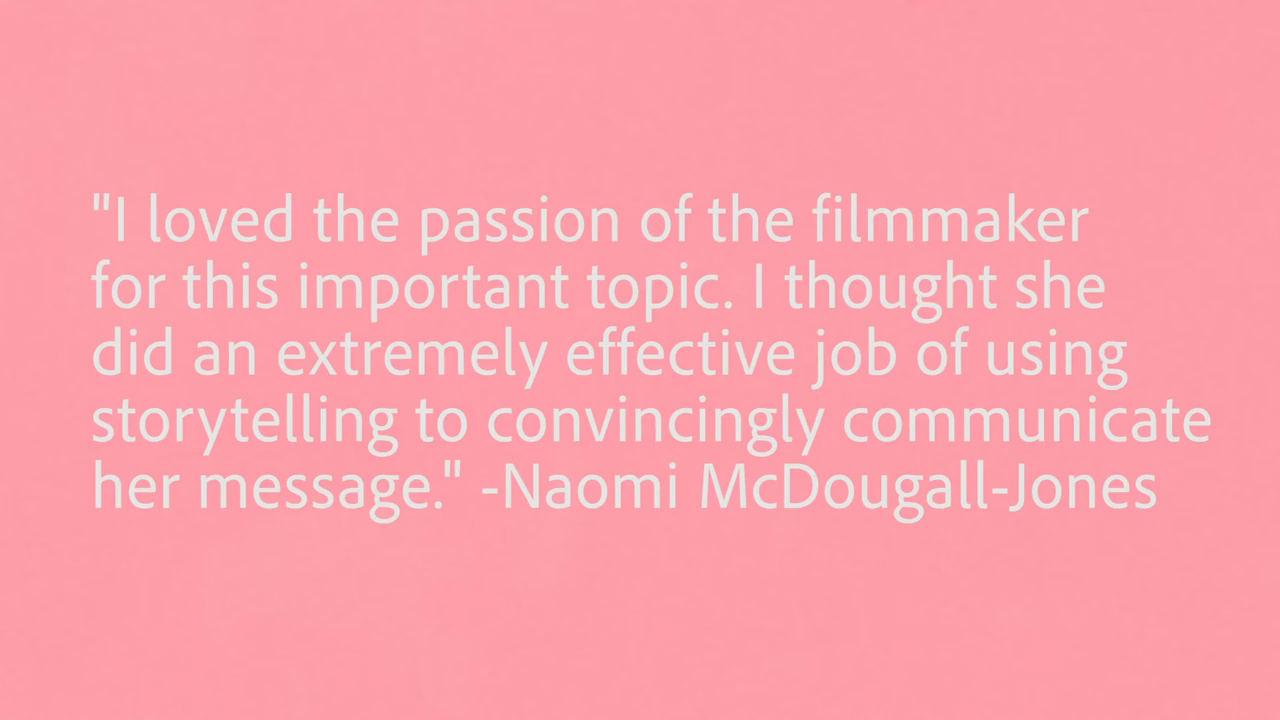 "I loved the passion of the filmmaker
for this important topic. I thought she
did an extremely effective job of using
storytelling to convincingly communicate
her message." -Naomi McDougall-Jones